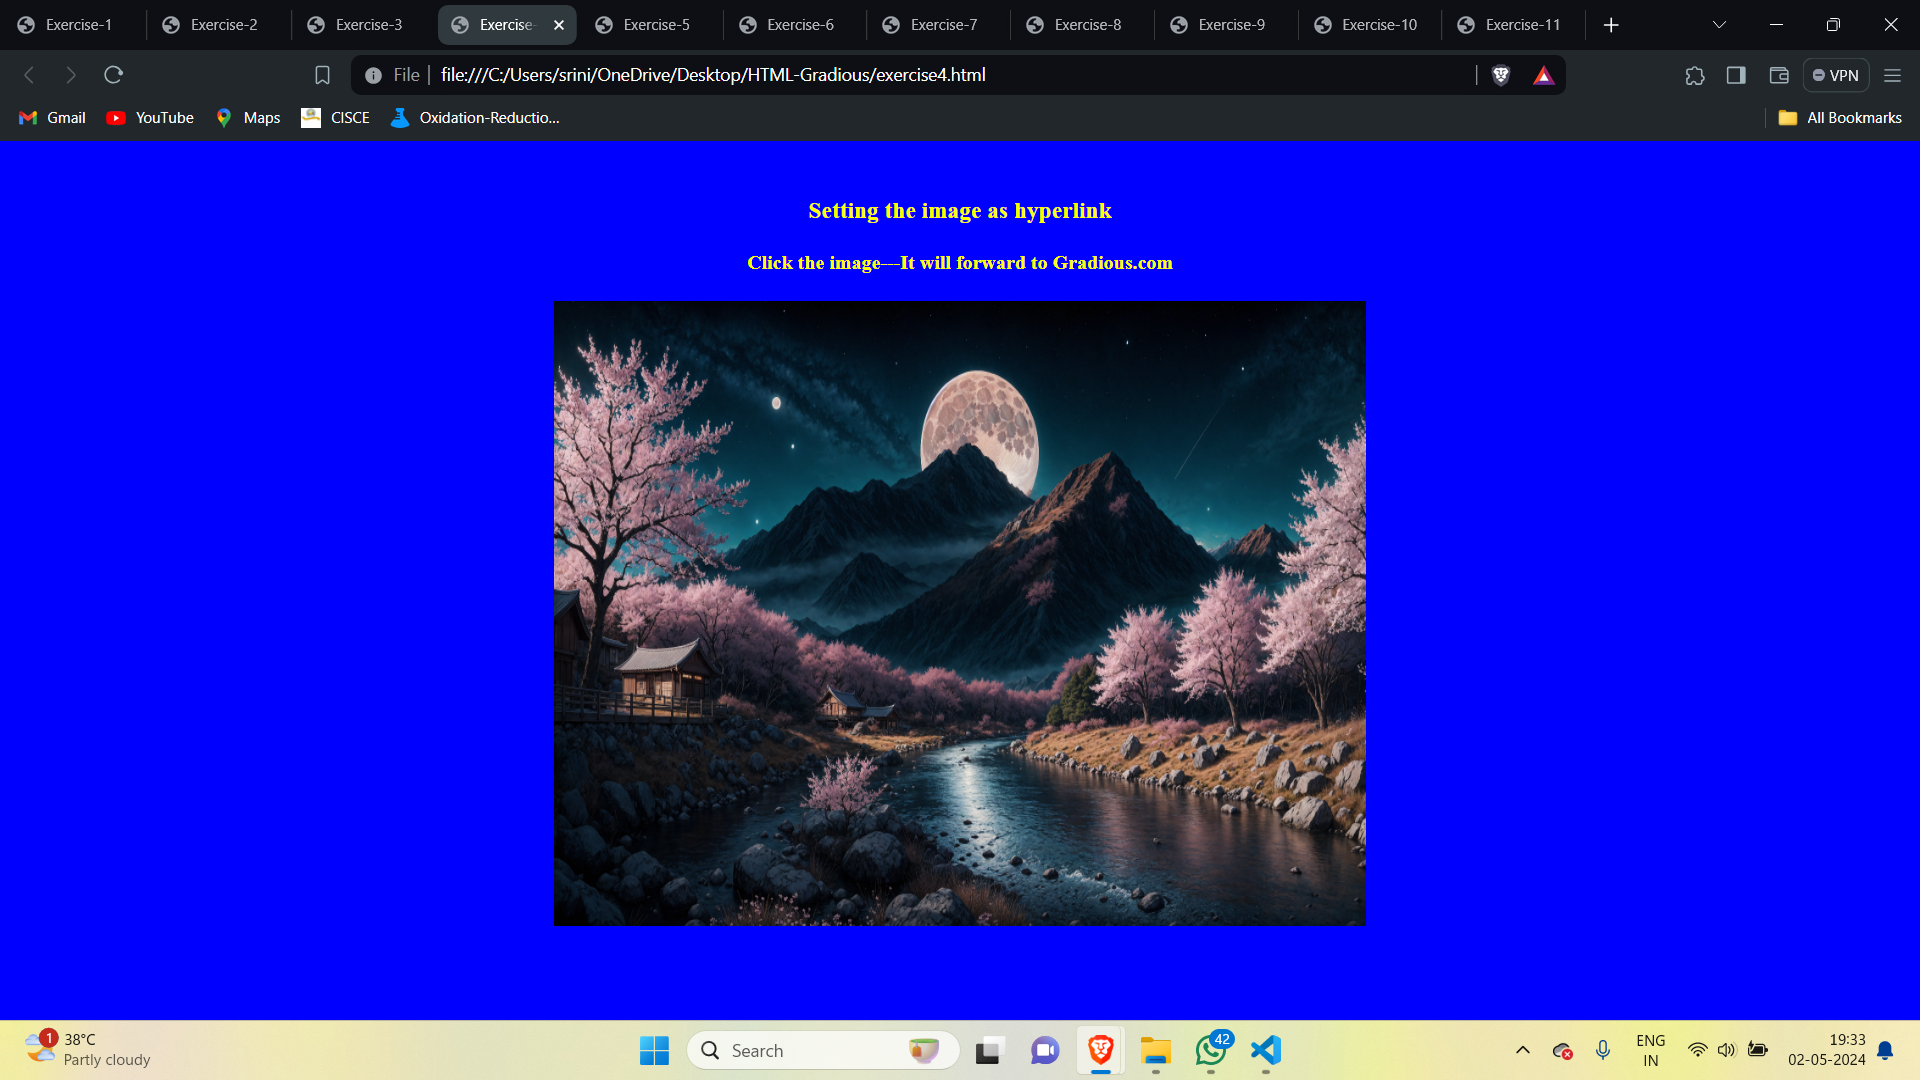 Exercise-1
Exercise-2
Exercise-3
Exercise-
Exercise-5
Exercise-6
Exercise-7
Exercise-8
Exercise-9
Exercise-10
Exercise-11
File
file:///C:/Users/srini/OneDrive/Desktop/HTML-Gradious/exercise4.html
VPN
Gmail
YouTube
Maps
CISCE
Oxidation-Reductio...
All Bookmarks
Setting the image as hyperlink
Click the image---It will forward to Gradious.com
1
38°C
Partly cloudy
Search
42
ENG
IN
19:33
02-05-2024